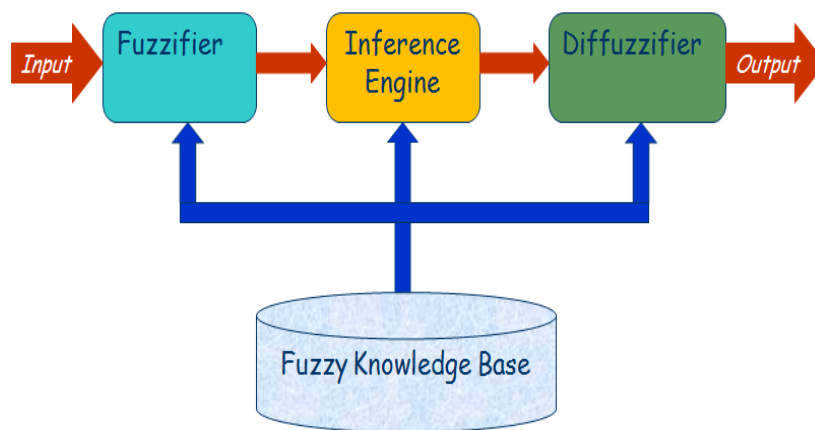 Input
Fuzzifier
Inference
Engine
Diffuzzifier
Output
Fuzzy Knowledge Base